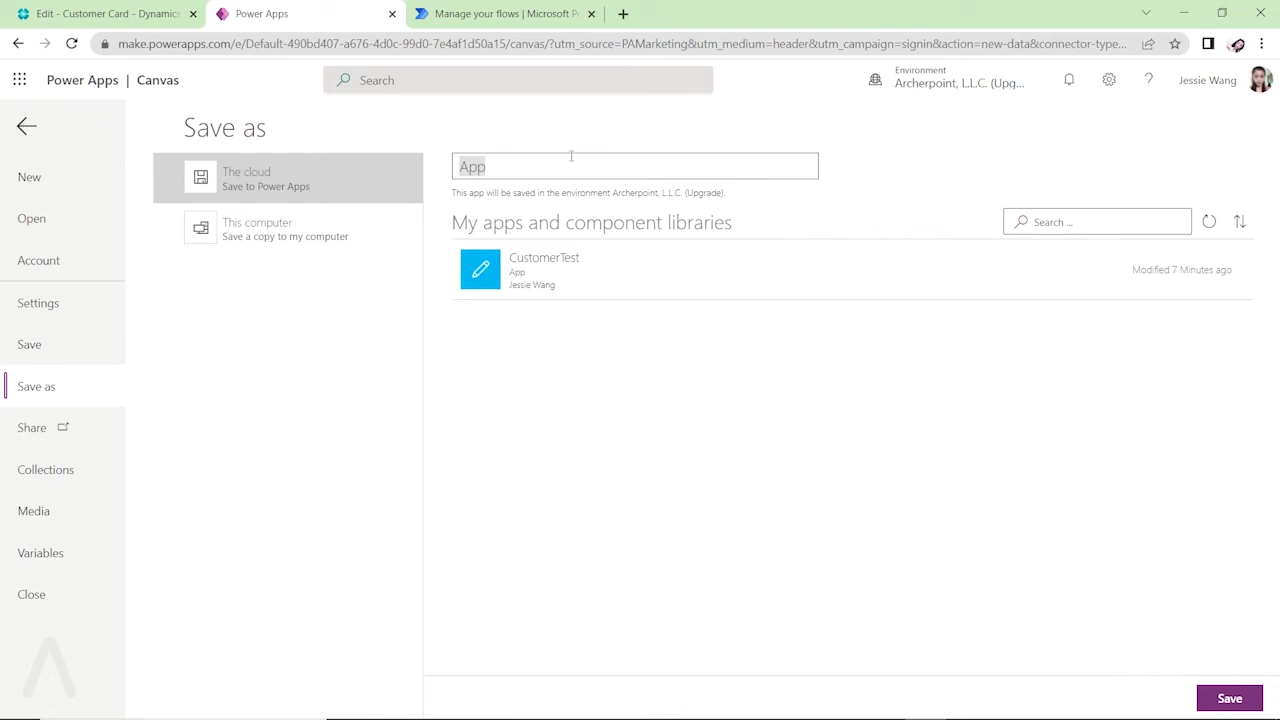 Edit - Customer Card - Dynamics
Power Apps
Manage your flows | Microsoft Po
make.powerapps.com/e/Default-490bd407-a676-4d0c-99d0-7e4af1d50a15/canvas/?utm_source=PAMarketing&utm_medium=header&utm_campaign=signin&action=new-data&connector-type...
Power Apps | Canvas
Search
Environment
Archerpoint, L.L.C. (Upg...
Jessie Wang
Save as
New
Open
Account
Settings
Save
Save as
Share
Collections
Media
Variables
Close
The cloud
Save to Power Apps
This computer
Save a copy to my computer
App
This app will be saved in the environment Archerpoint, L.L.C. (Upgrade).
My apps and component libraries
Search ...
CustomerTest
App
Jessie Wang
Modified 7 Minutes ago
Save